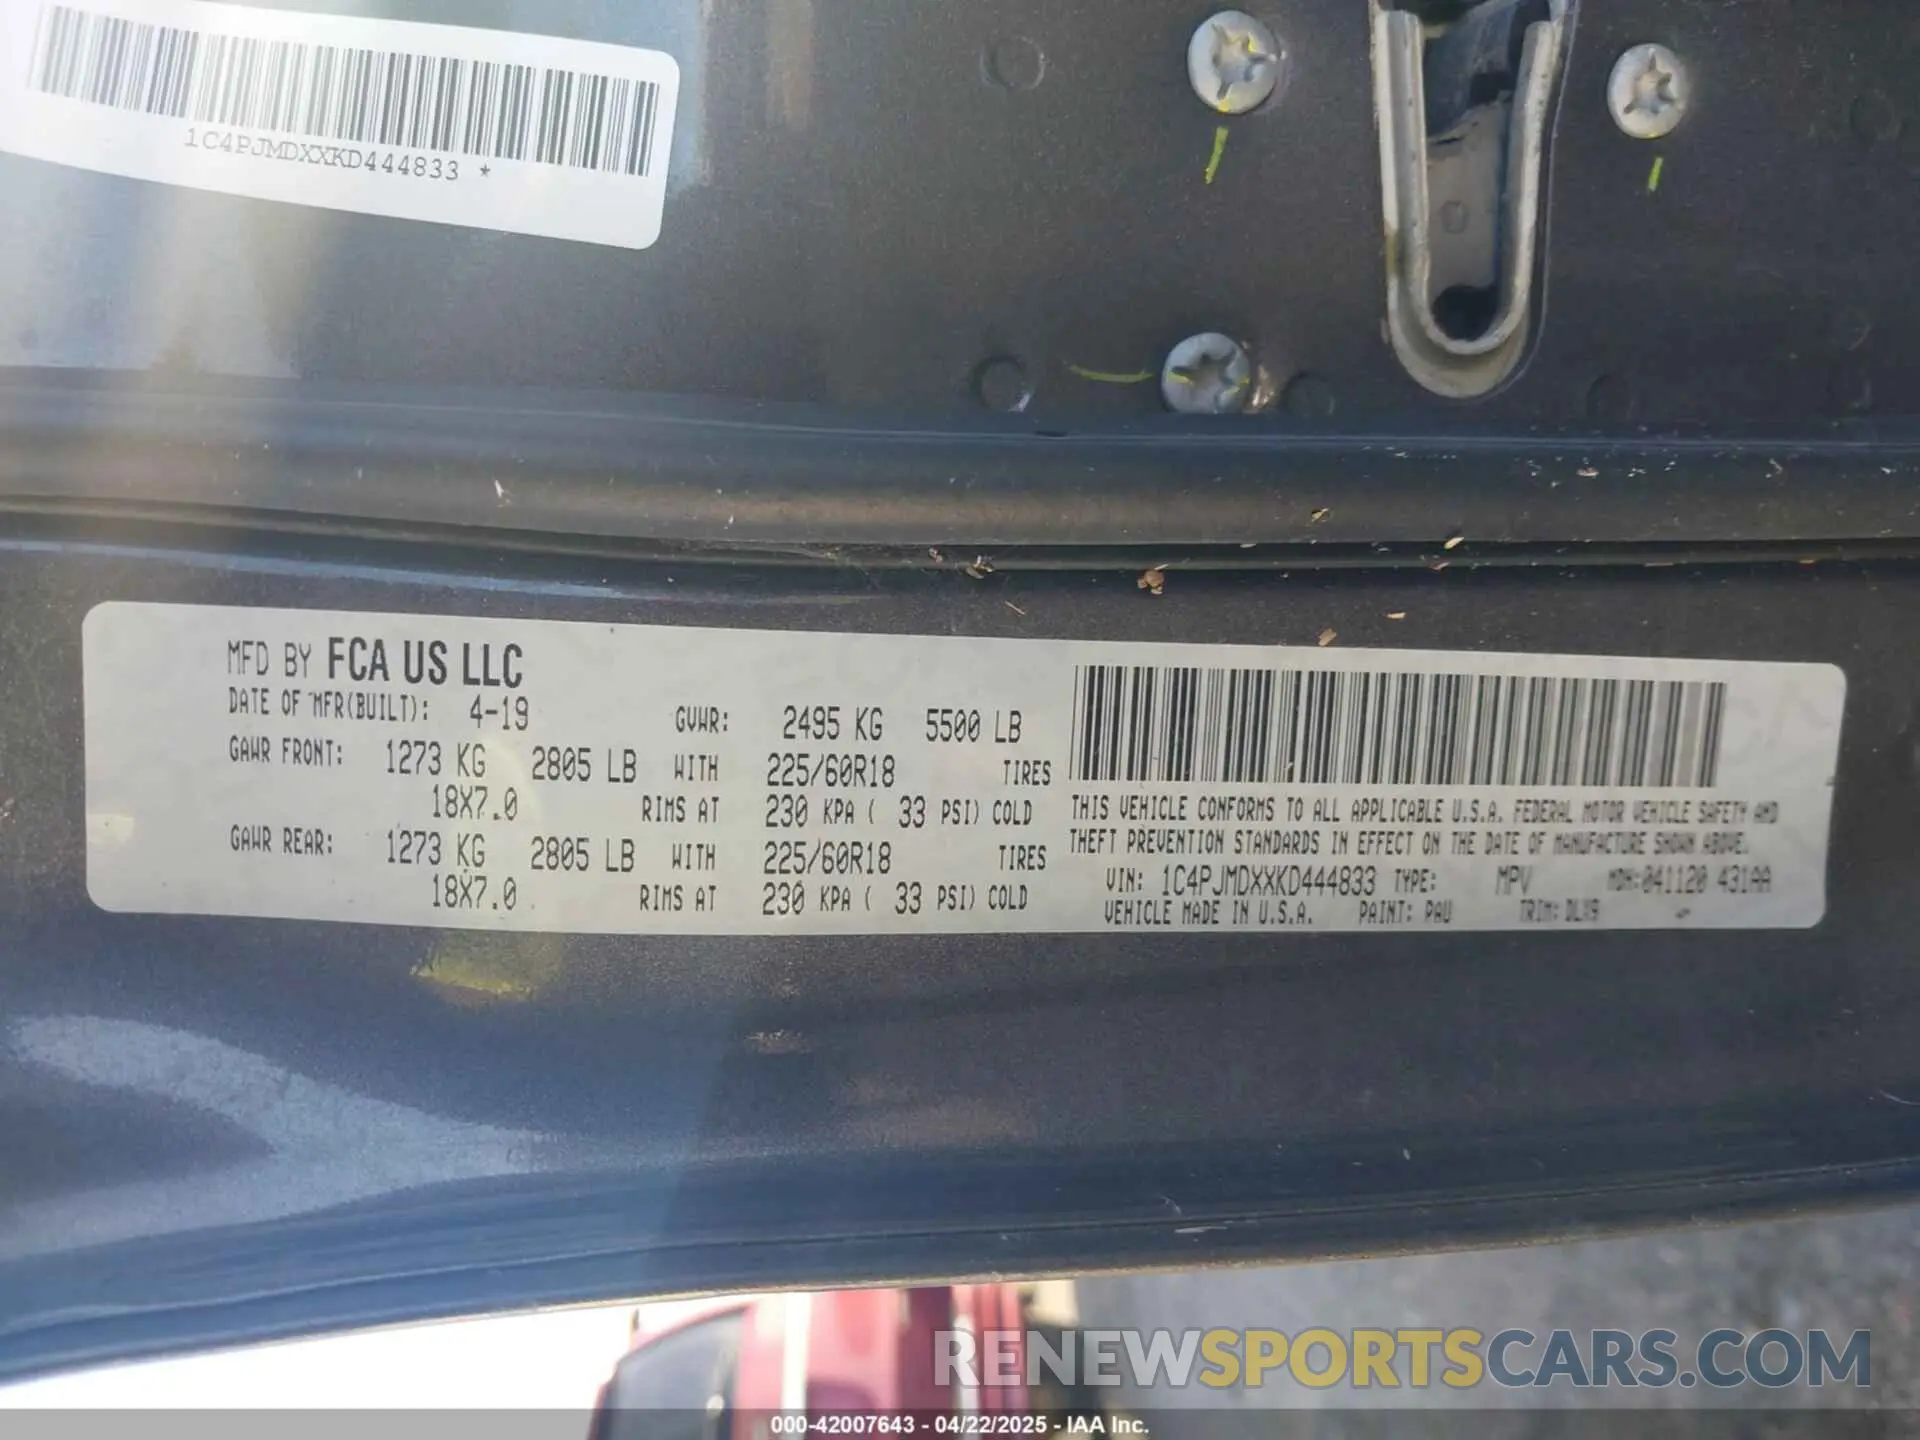 1C4PJMDXXKD444833 *
MFD BY FCA US LLC
DATE OF MFR(BUILT): 4-19 GVWR: 2495 KG 5500 LB
GAWR FRONT: 1273 KG 2805 LB WITH 225/60R18 TIRES
18X7.0 RIMS AT 230 KPA ( 33 PSI) COLD
GAWR REAR: 1273 KG 2805 LB WITH 225/60R18 TIRES
18X7.0 RIMS AT 230 KPA ( 33 PSI) COLD
THIS VEHICLE CONFORMS TO ALL APPLICABLE U.S.A. FEDERAL MOTOR VEHICLE SAFETY AND
THEFT PREVENTION STANDARDS IN EFFECT ON THE DATE OF MANUFACTURE SHOWN ABOVE.
VIN: 1C4PJMDXXKD444833 TYPE: MPV MDH:041120 431AA
VEHICLE MADE IN U.S.A. PAINT: PAU TRIM: DLX9
RENEWSPORTSCARS.COM
000-42007643 - 04/22/2025 - IAA Inc.